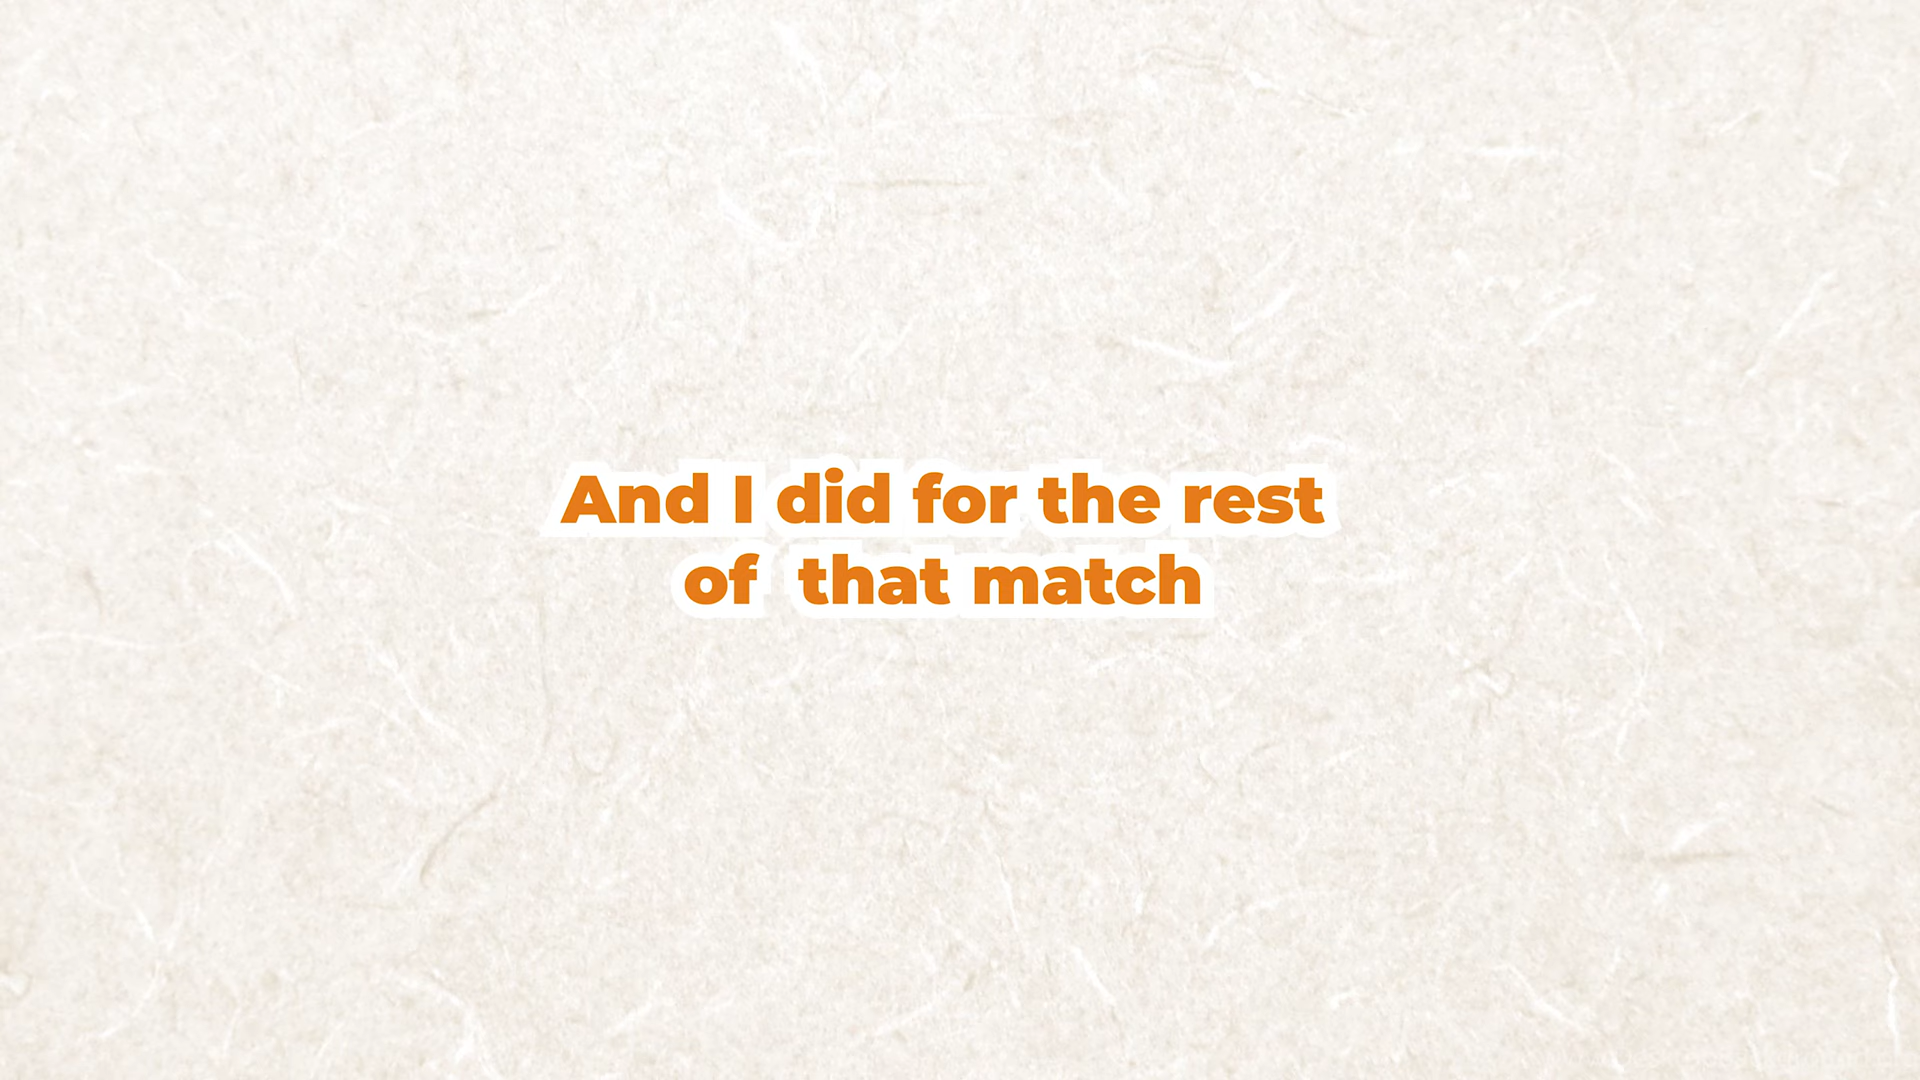 And I did for the rest
of  that match